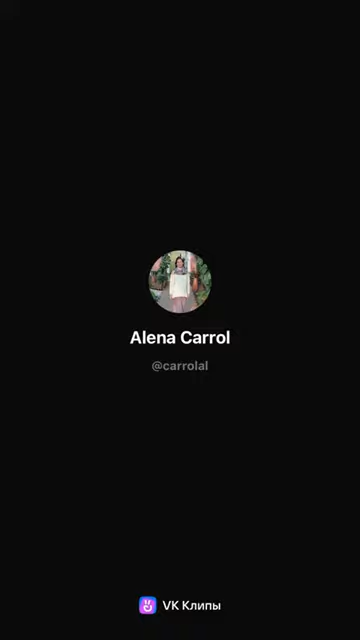 Alena Carrol
@carrolal
VK Клипы